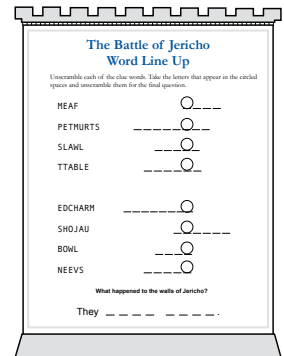 The Battle of Jericho
Word Line Up
Unscramble each of the clue words. Take the letters that appear in the circled
spaces and unscramble them for the final question.
MEAF
PETMURTS
SLAWL
TTABLE
EDCHARM
SHOJAU
BOWL
NEEVS
What happened to the walls of Jericho?
They _ _ _ _ _ _ _ _.